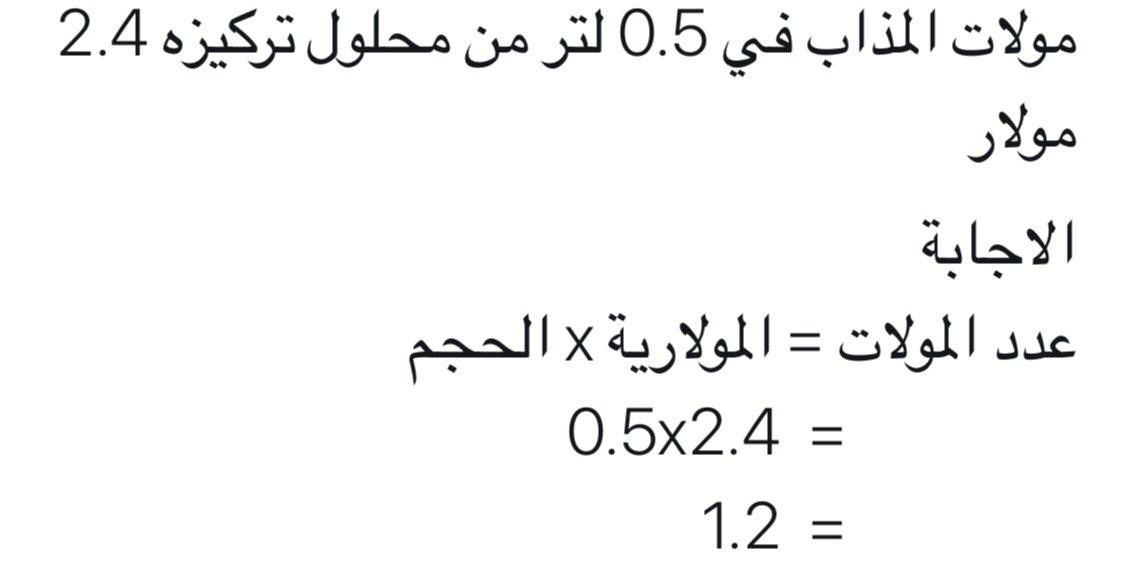 مولات المذاب في 0.5 لتر من محلول تركيزه 2.4
مولار
الاجابة
عدد المولات = المولارية x الحجم
= 0.5x2.4
= 1.2